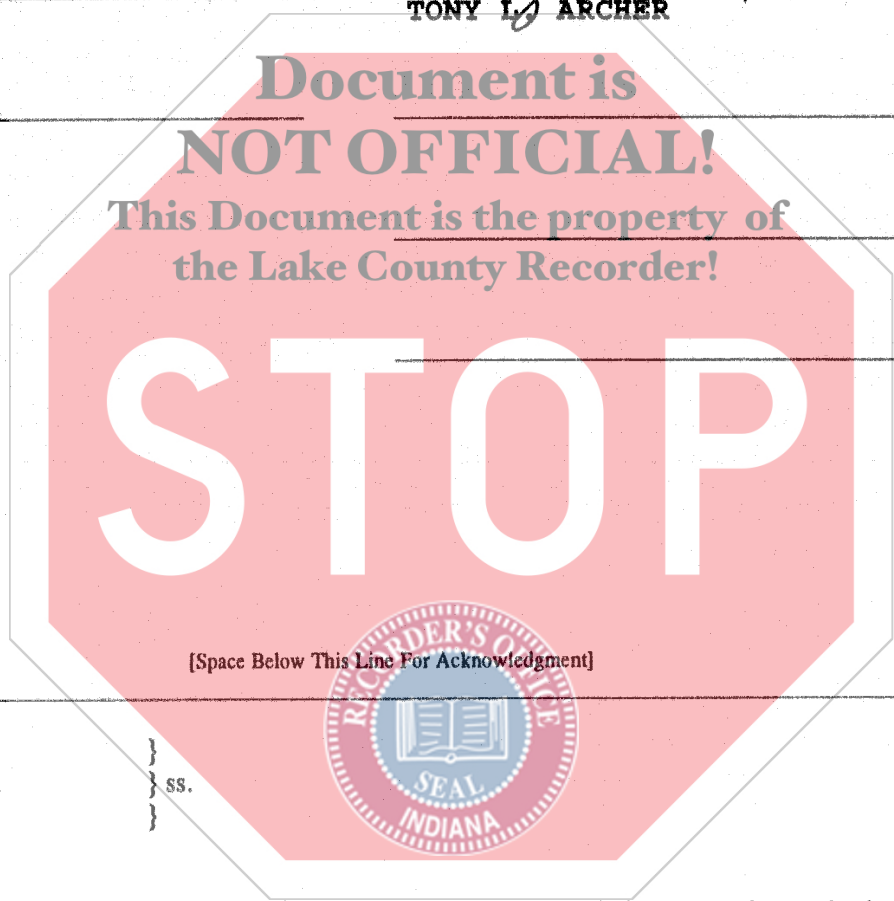 TONY L. ARCHER
Document is
NOT OFFICIAL!
This Document is the property of
the Lake County Recorder!
STOP
[Space Below This Line For Acknowledgment]
RECORDER'S OFFICE
SEAL
INDIANA
ss.